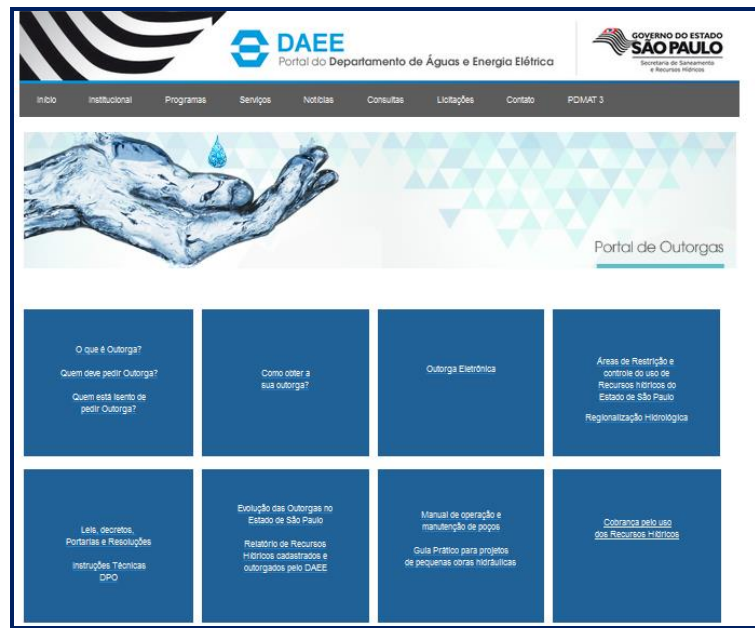 DAEE
Portal do Departamento de Águas e Energia Elétrica
GOVERNO DO ESTADO
SÃO PAULO
Secretaria de Saneamento
e Recursos Hídricos
Início Institucional Programas Serviços Notícias Consultas Licitações Contato PDMAT 3
Portal de Outorgas
O que é Outorga?
Quem deve pedir Outorga?
Quem está isento de
pedir Outorga?
Como obter a
sua outorga?
Outorga Eletrônica
Áreas de Restrição e
controle do uso de
Recursos hídricos do
Estado de São Paulo
Regionalização Hidrológica
Leis, decretos,
Portarias e Resoluções
Instruções Técnicas
DPO
Evolução das Outorgas no
Estado de São Paulo
Relatório de Recursos
Hídricos cadastrados e
outorgados pelo DAEE
Manual de operação e
manutenção de poços
Guia Prático para projetos
de pequenas obras hidráulicas
Cobrança pelo uso
dos Recursos Hídricos